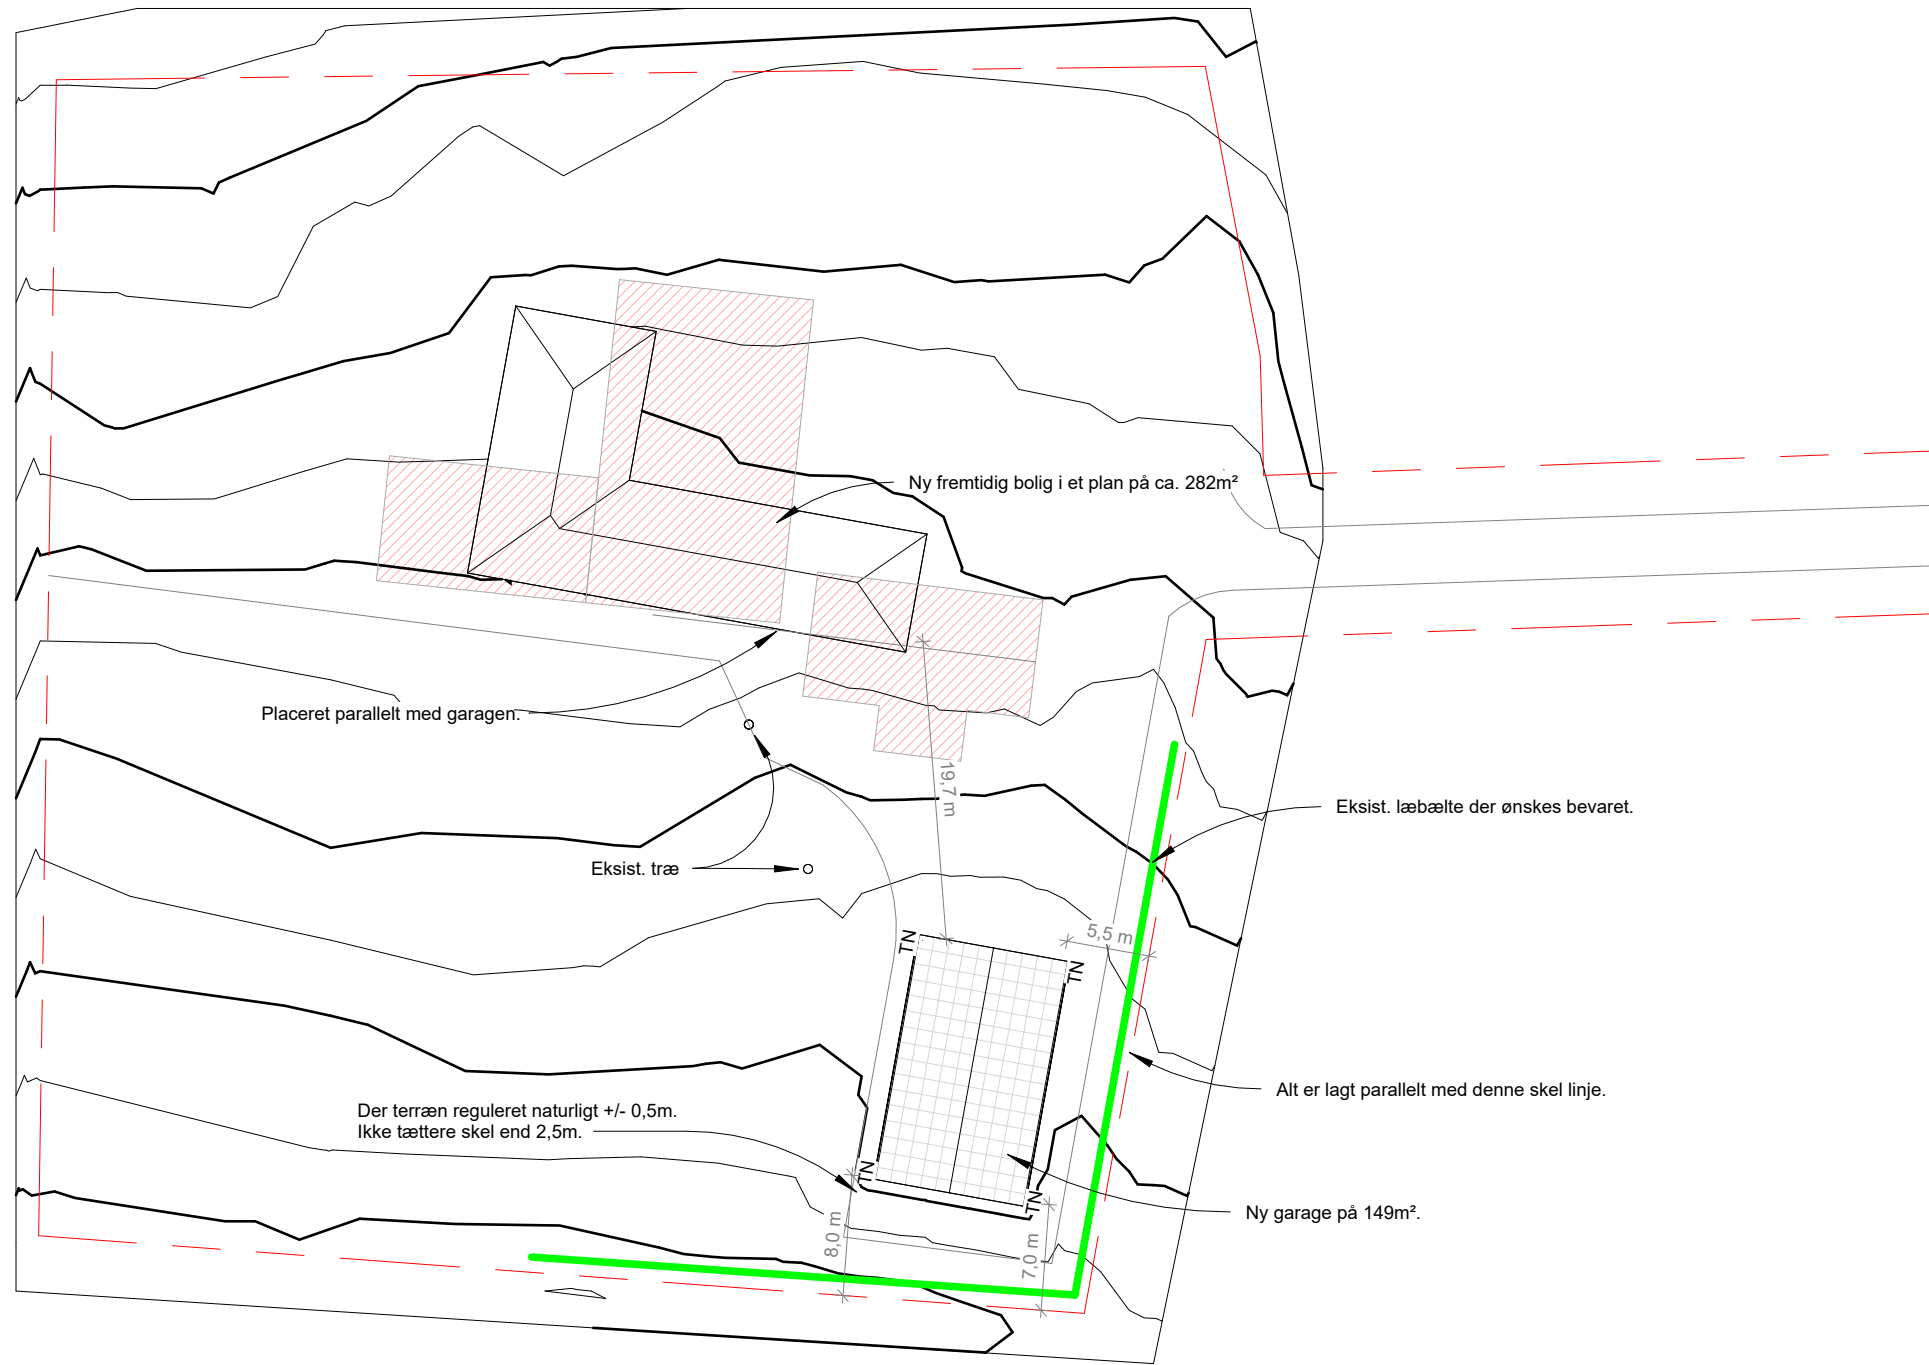 Ny fremtidig bolig i et plan på ca. 282m²
Placeret parallelt med garagen.
19,7 m
Eksist. læbælte der ønskes bevaret.
Eksist. træ
TN
5,5 m
TN
Alt er lagt parallelt med denne skel linje.
Der terræn reguleret naturligt +/- 0,5m.
Ikke tættere skel end 2,5m.
TN
TN
Ny garage på 149m².
8,0 m
7,0 m